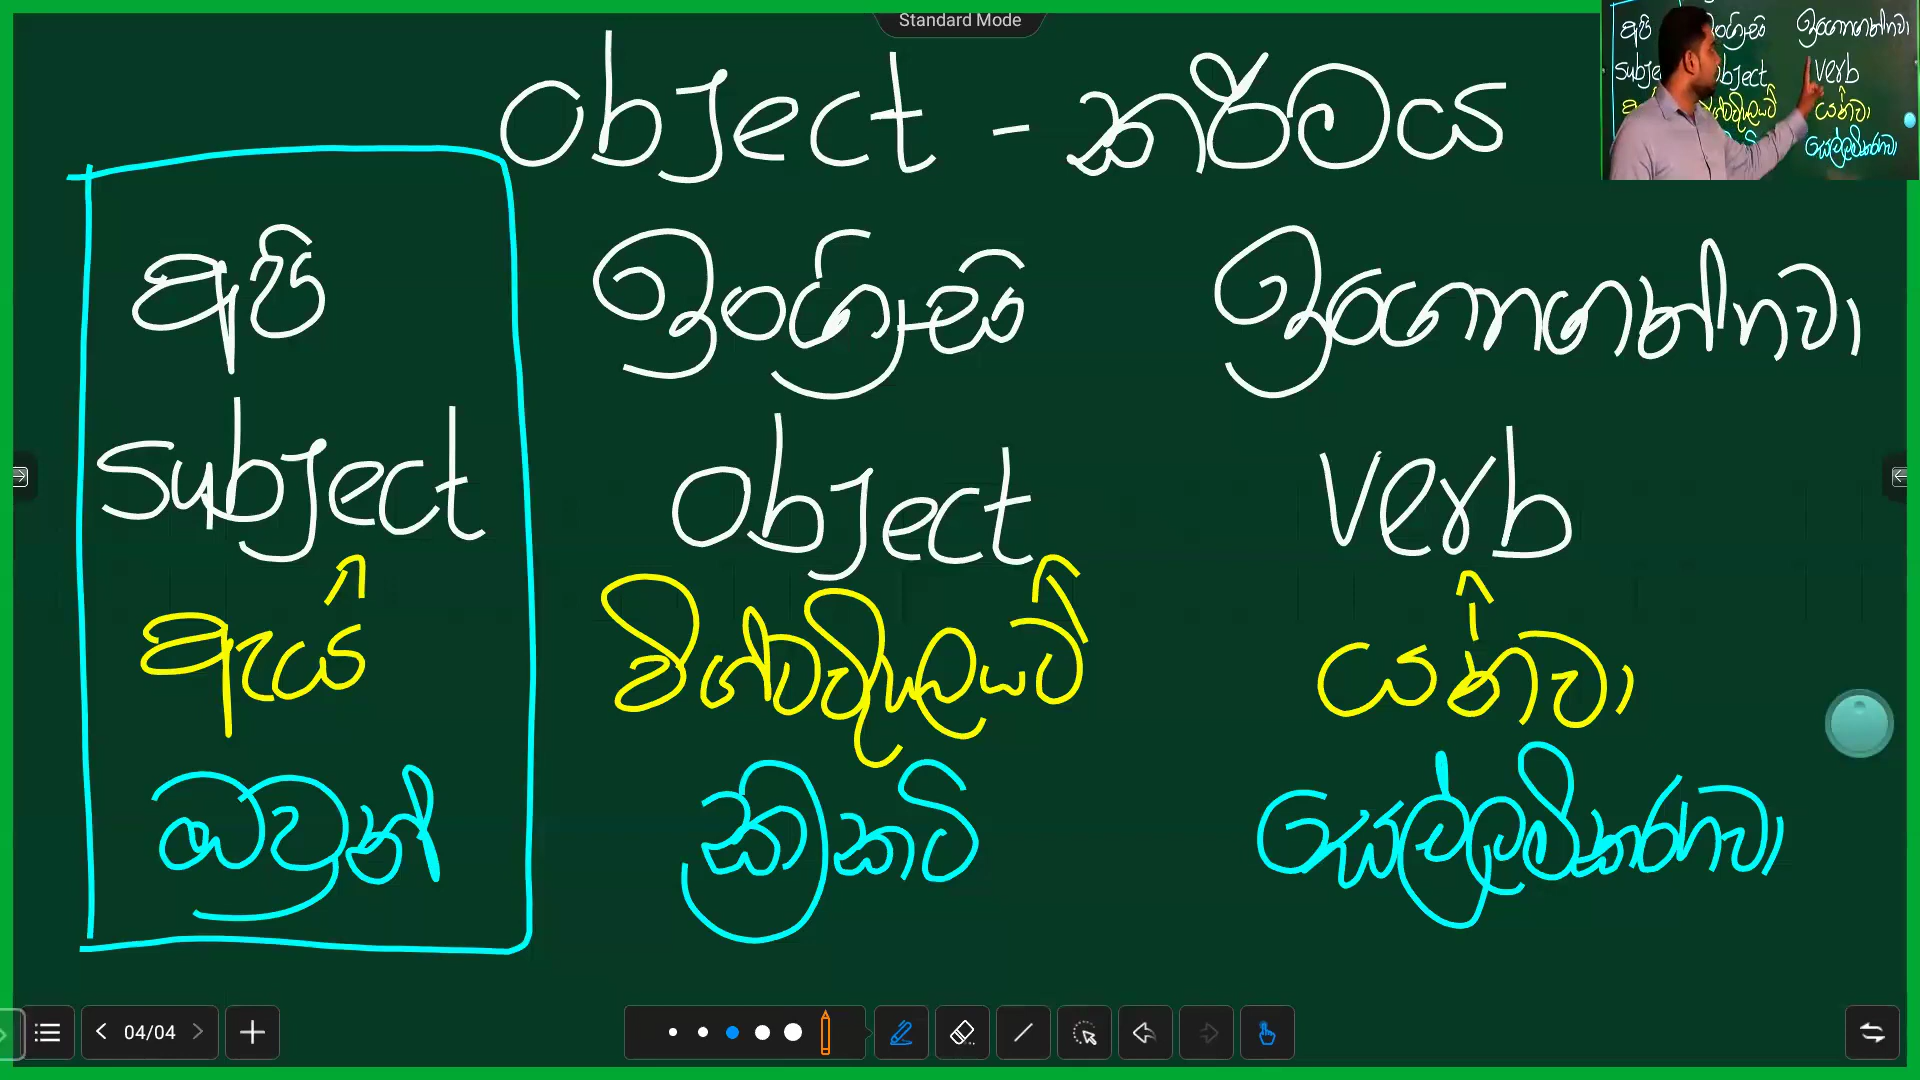 Standard Mode
object - කර්මය
අපි ඉංග්‍රීසි ඉගෙනගන්නවා
subject object verb
ඇය විශ්වවිද්‍යාලයට යනවා
ඔවුන් ක්‍රිකට් සෙල්ලම්කරනවා
04/04